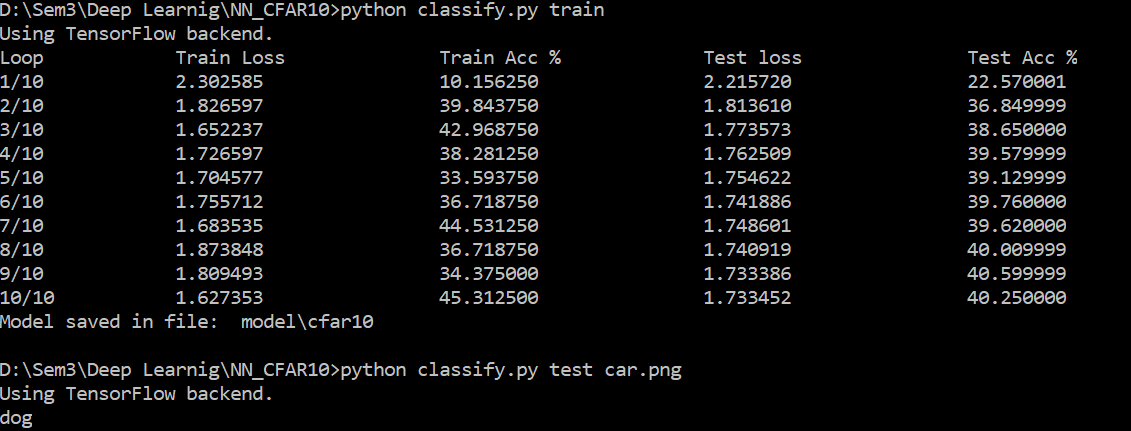 D:\Sem3\Deep Learnig\NN_CFAR10>python classify.py train
Using TensorFlow backend.
Loop Train Loss Train Acc % Test loss Test Acc %
1/10 2.302585 10.156250 2.215720 22.570001
2/10 1.826597 39.843750 1.813610 36.849999
3/10 1.652237 42.968750 1.773573 38.650000
4/10 1.726597 38.281250 1.762509 39.579999
5/10 1.704577 33.593750 1.754622 39.129999
6/10 1.755712 36.718750 1.741886 39.760000
7/10 1.683535 44.531250 1.748601 39.620000
8/10 1.873848 36.718750 1.740919 40.009999
9/10 1.809493 34.375000 1.733386 40.599999
10/10 1.627353 45.312500 1.733452 40.250000
Model saved in file:  model\cfar10
D:\Sem3\Deep Learnig\NN_CFAR10>python classify.py test car.png
Using TensorFlow backend.
dog